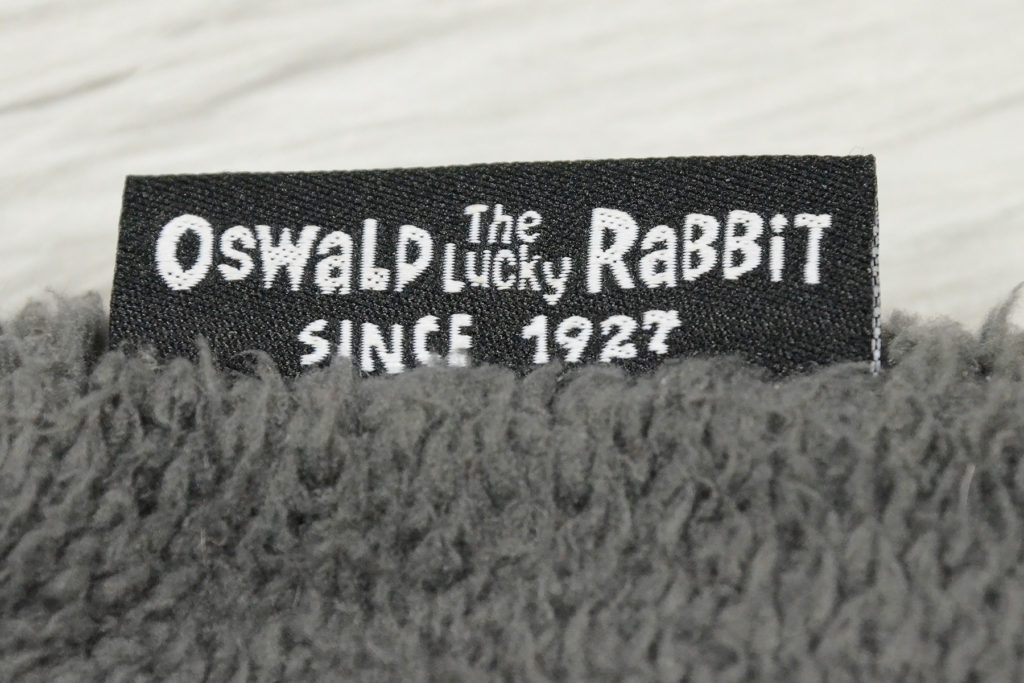 Oswald The Lucky Rabbit
SINCE 1927